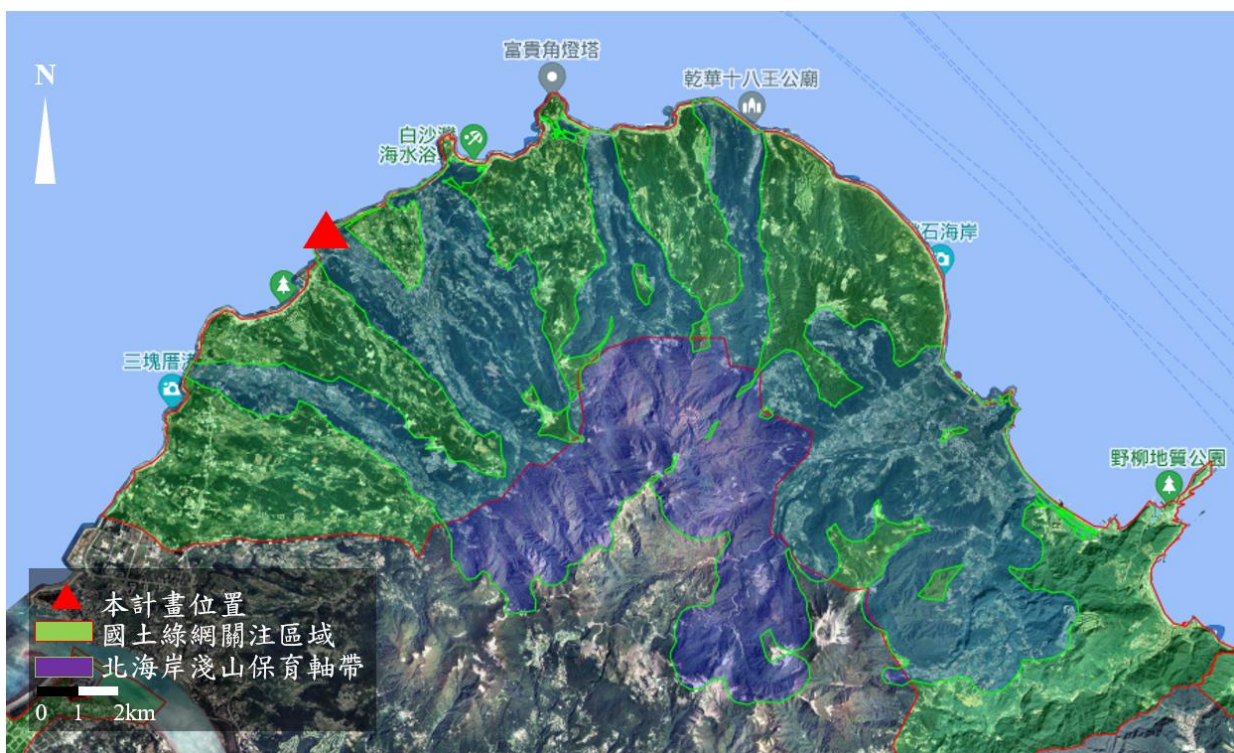 富貴角燈塔
乾華十八王公廟
N
白沙灣
海水浴
石海岸
三塊厝
野柳地質公園
本計畫位置
國土綠網關注區域
北海岸淺山保育軸帶
0 1 2km